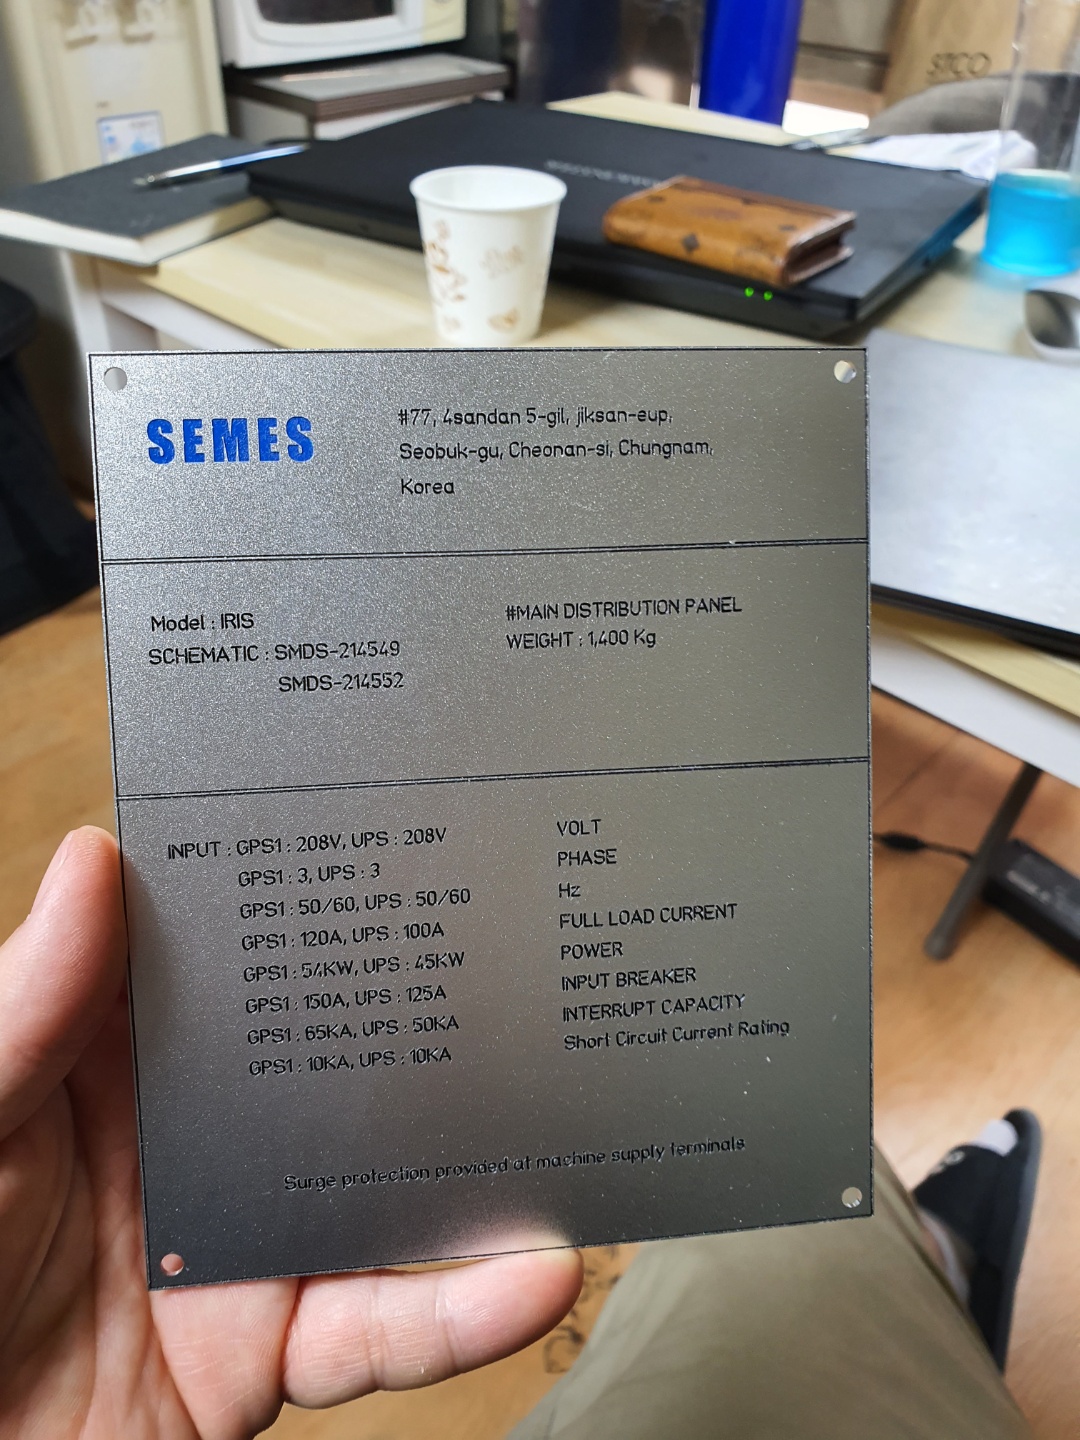 STCO
SEMES
#77, 4sandan 5-gil, jiksan-eup,
Seobuk-gu, Cheonan-si, Chungnam,
Korea
Model : IRIS
SCHEMATIC : SMDS-214549
SMDS-214552
#MAIN DISTRIBUTION PANEL
WEIGHT : 1,400 Kg
INPUT : GPS1 : 208V, UPS : 208V VOLT
GPS1 : 3, UPS : 3 PHASE
GPS1 : 50/60, UPS : 50/60 Hz
GPS1 : 120A, UPS : 100A FULL LOAD CURRENT
GPS1 : 54KW, UPS : 45KW POWER
GPS1 : 150A, UPS : 125A INPUT BREAKER
GPS1 : 65KA, UPS : 50KA INTERRUPT CAPACITY
GPS1 : 10KA, UPS : 10KA Short Circuit Current Rating
Surge protection provided at machine supply terminals